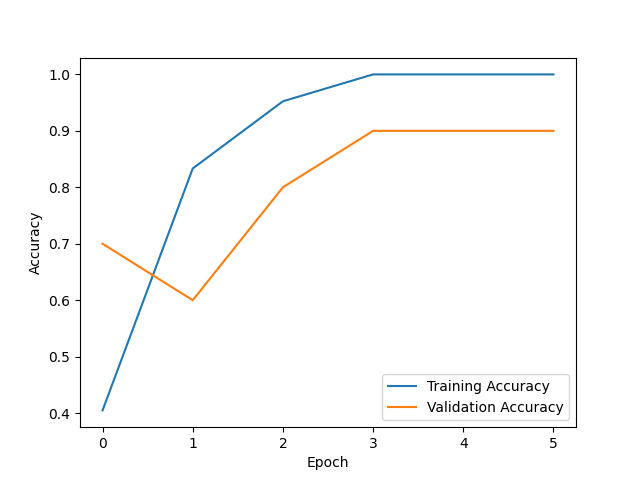 1.0
0.9
0.8
0.7
0.6
0.5
0.4
Accuracy
0 1 2 3 4 5
Epoch
Training Accuracy
Validation Accuracy